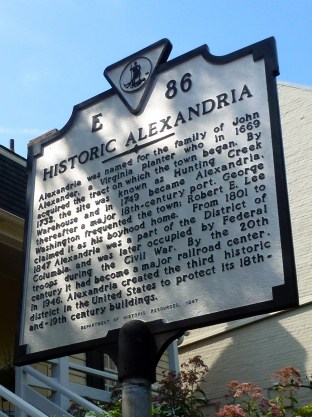 E 86
HISTORIC ALEXANDRIA
Alexandria was named for the family of John
Alexander, a Virginia planter who in 1669
acquired the tract on which the town began. By
1732, the site was known as Hunting Creek
Warehouse and in 1749 became Alexandria,
thereafter a major 18th-century port. George
Washington frequented the town; Robert E. Lee
claimed it as his boyhood home. From 1801 to
1847 Alexandria was a part of the District of
Columbia, and was later occupied by Federal
troops during the Civil War. By the 20th
century it had become a major railroad center.
In 1946, Alexandria created the third historic
district in the United States to protect its 18th-
and-19th century buildings.
DEPARTMENT OF HISTORIC RESOURCES, 1997